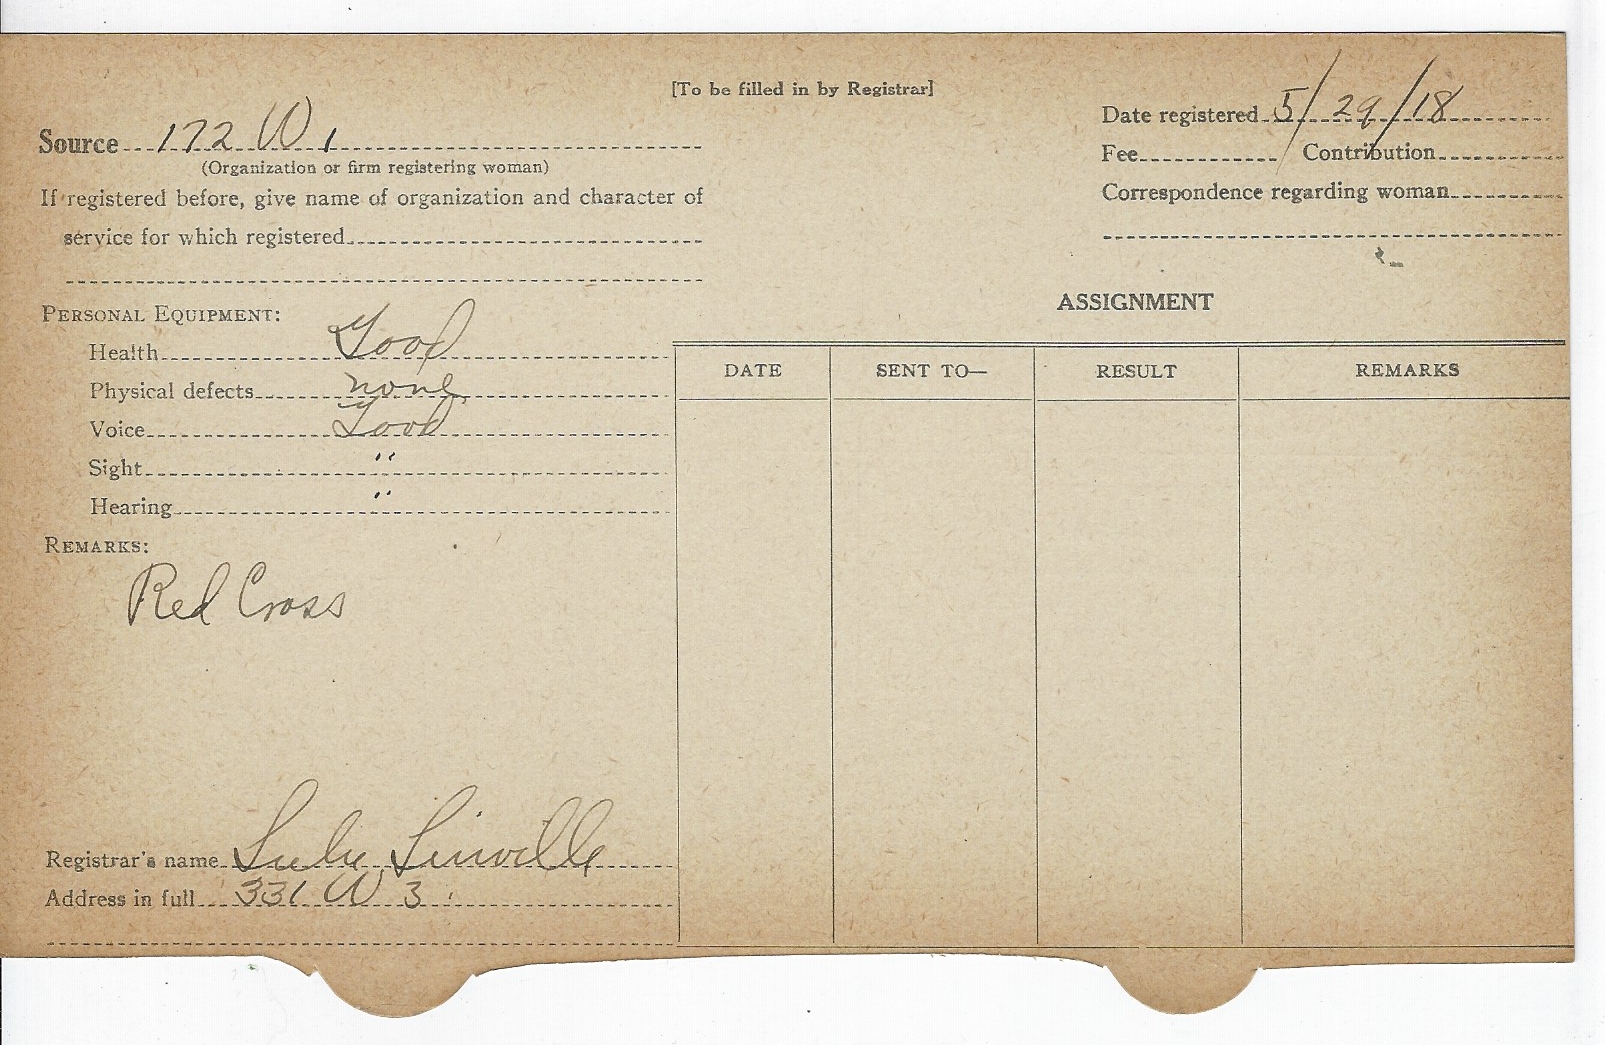 [To be filled in by Registrar]
Source 172 W 1
(Organization or firm registering woman)
If registered before, give name of organization and character of
service for which registered
Date registered 5/29/18
Fee Contribution
Correspondence regarding woman
PERSONAL EQUIPMENT:
Health Good
Physical defects none
Voice Good
Sight "
Hearing "
REMARKS:
Red Cross
Registrar's name Linville
Address in full 331 W 3
ASSIGNMENT
DATE SENT TO— RESULT REMARKS